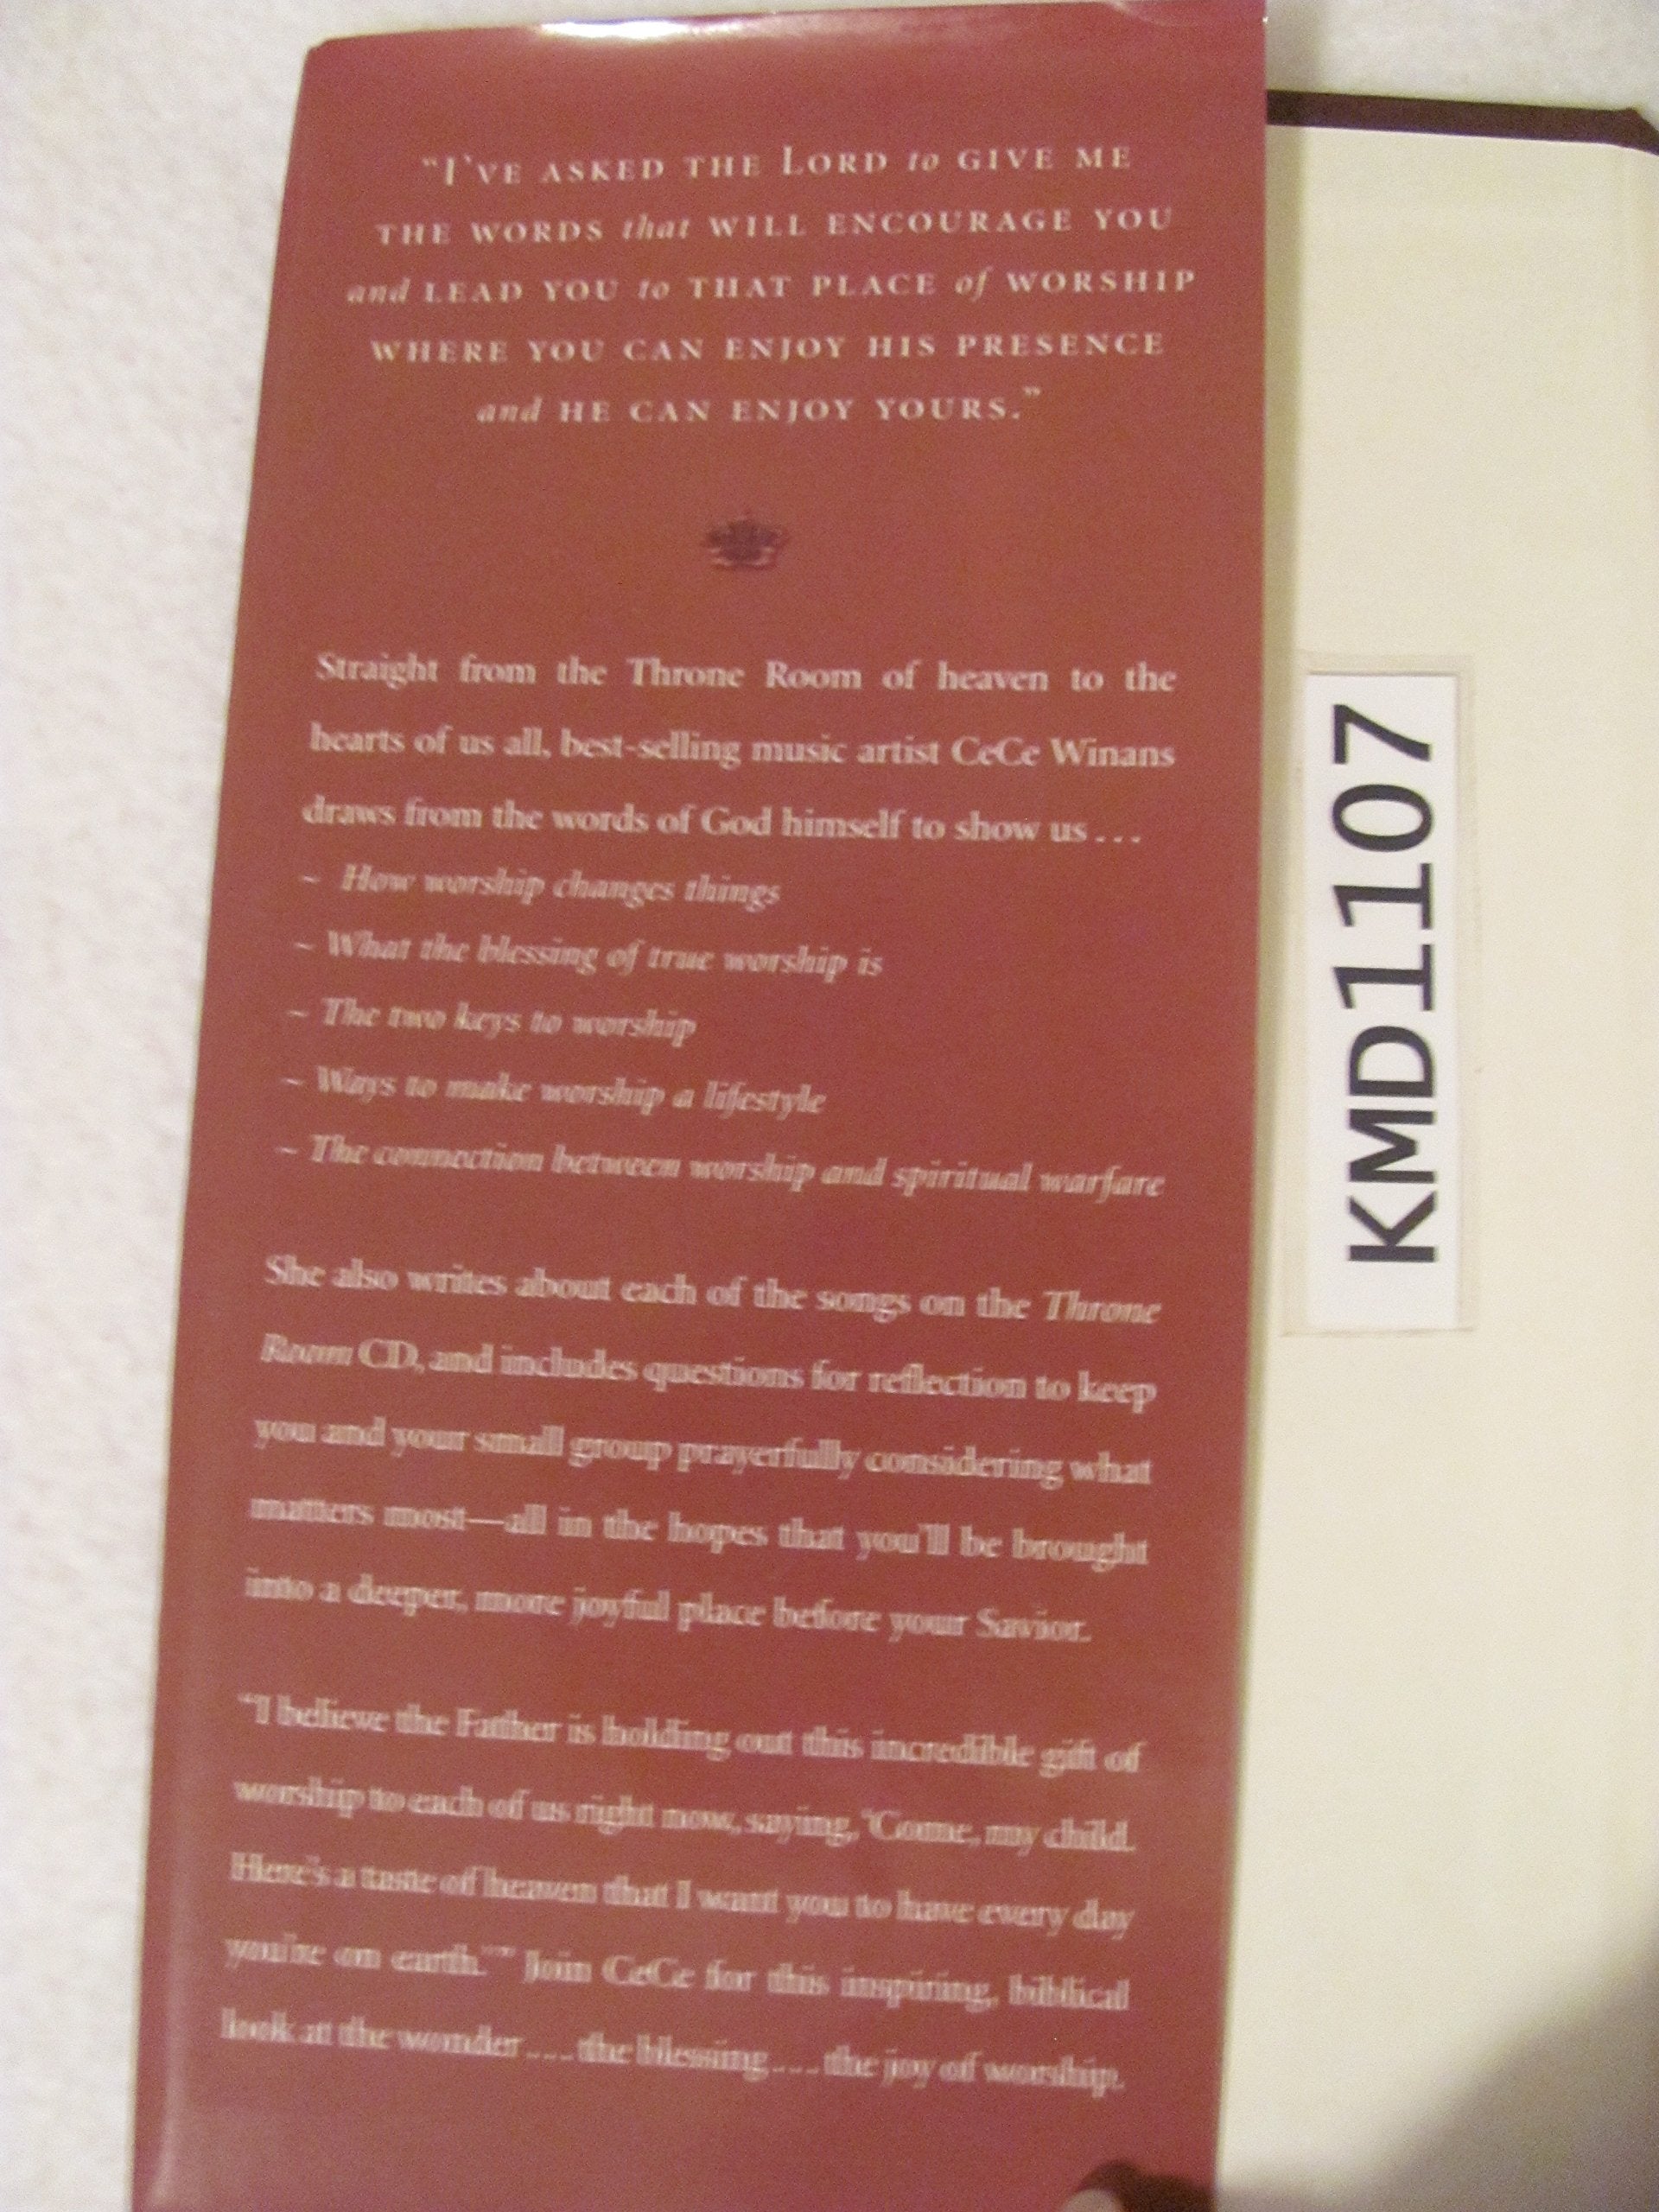 “I’VE ASKED THE LORD to GIVE ME
THE WORDS that WILL ENCOURAGE YOU
and LEAD YOU to THAT PLACE of WORSHIP
WHERE YOU CAN ENJOY HIS PRESENCE
and HE CAN ENJOY YOURS.”
Straight from the Throne Room of heaven to the
hearts of us all, best-selling music artist CeCe Winans
draws from the words of God himself to show us . . .
~ How worship changes things
~ What the blessing of true worship is
~ The two keys to worship
~ Ways to make worship a lifestyle
~ The connection between worship and spiritual warfare
She also writes about each of the songs on the Throne
Room CD, and includes questions for reflection to keep
you and your small group prayerfully considering what
matters most—all in the hopes that you’ll be brought
into a deeper, more joyful place before your Savior.
“I believe the Father is holding out this incredible gift of
worship to each of us right now, saying, ‘Come, my child.
Here’s a taste of heaven that I want you to have every day
you’re on earth.’” Join CeCe for this inspiring, biblical
look at the wonder . . . the blessing . . . the joy of worship.
KMD1107